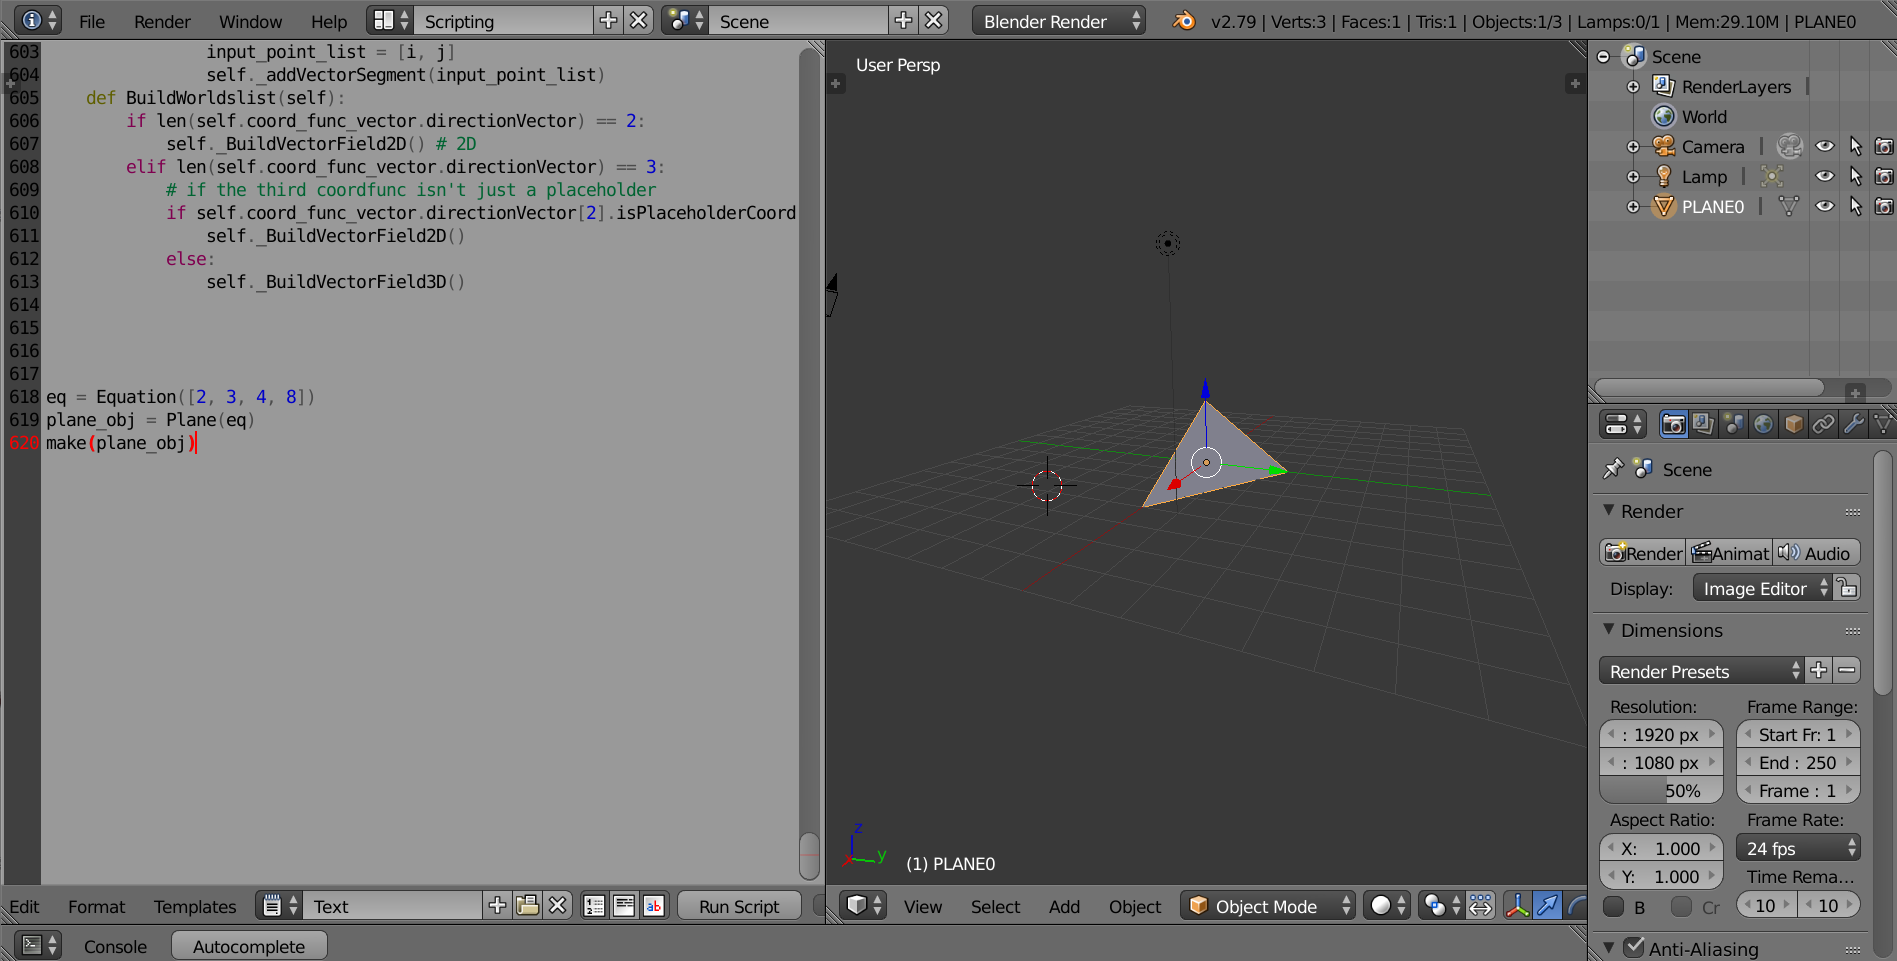 File Render Window Help Scripting Scene Blender Render v2.79 | Verts:3 | Faces:1 | Tris:1 | Objects:1/3 | Lamps:0/1 | Mem:29.10M | PLANE0
603 input_point_list = [i, j]
604 self._addVectorSegment(input_point_list)
605 def BuildWorldslist(self):
606 if len(self.coord_func_vector.directionVector) == 2:
607 self._BuildVectorField2D() # 2D
608 elif len(self.coord_func_vector.directionVector) == 3:
609 # if the third coordfunc isn't just a placeholder
610 if self.coord_func_vector.directionVector[2].isPlaceholderCoord
611 self._BuildVectorField2D()
612 else:
613 self._BuildVectorField3D()
614
615
616
617
618 eq = Equation([2, 3, 4, 8])
619 plane_obj = Plane(eq)
620 make(plane_obj)
Edit Format Templates Text Run Script
Console Autocomplete
User Persp
z
x y
(1) PLANE0
View Select Add Object Object Mode
Scene
RenderLayers
World
Camera
Lamp
PLANE0
Scene
Render
Render Animat Audio
Display: Image Editor
Dimensions
Render Presets
Resolution: Frame Range:
: 1920 px Start Fr: 1
: 1080 px End : 250
50% Frame : 1
Aspect Ratio: Frame Rate:
X: 1.000 24 fps
Y: 1.000 Time Rema...
B Cr 10 10
Anti-Aliasing